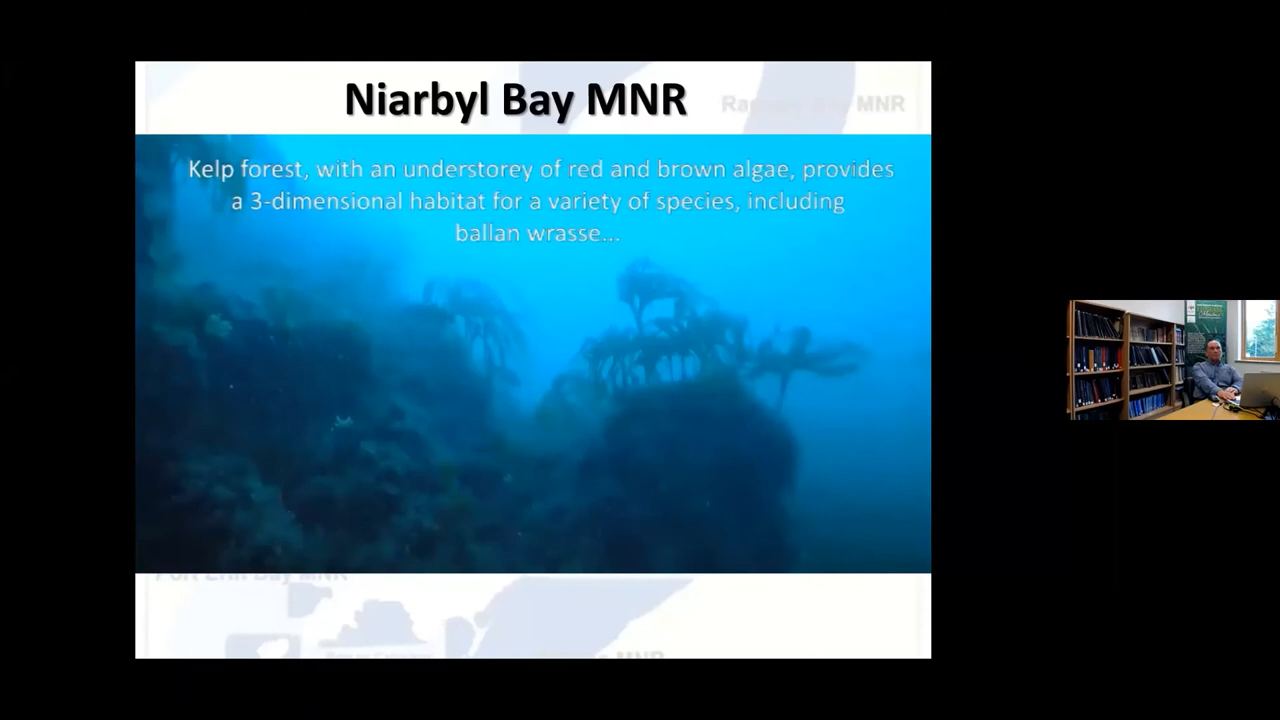 Niarbyl Bay MNR
Ramsey Bay MNR
Kelp forest, with an understorey of red and brown algae, provides
a 3-dimensional habitat for a variety of species, including
ballan wrasse...
Port Erin Bay MNR
MNR